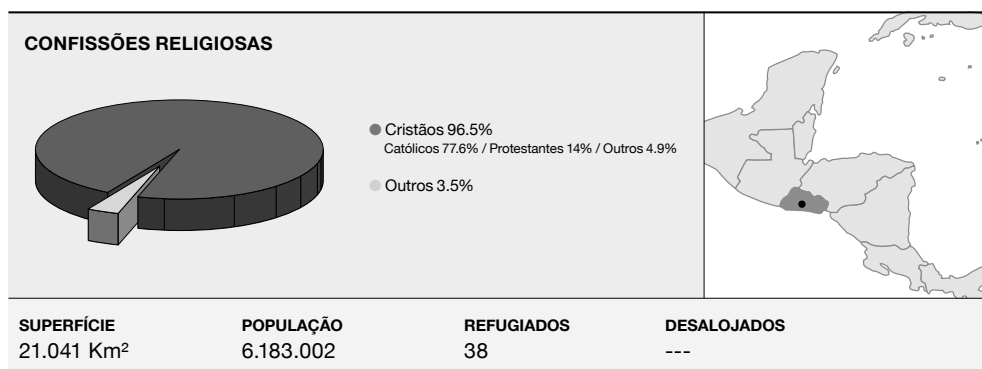 CONFISSÕES RELIGIOSAS
Cristãos 96.5%
Católicos 77.6% / Protestantes 14% / Outros 4.9%
Outros 3.5%
SUPERFÍCIE POPULAÇÃO REFUGIADOS DESALOJADOS
21.041 Km² 6.183.002 38 ---